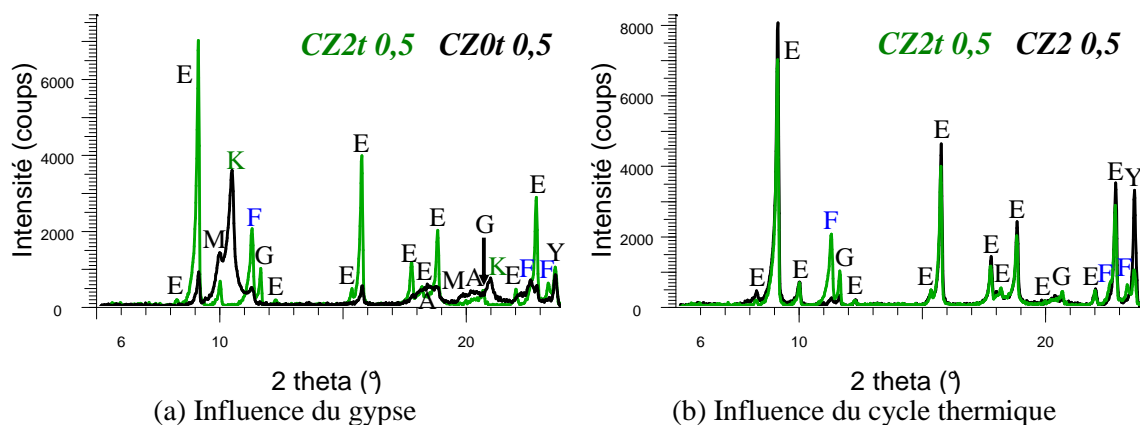 CZ2t 0,5 CZ0t 0,5
Intensité (coups)
6000
4000
2000
0
E
E
M
K
F
G
E
E
E
E
E
A
E
M
A
G
K
E
F
E
F
Y
6
10
20
2 theta (°)
(a) Influence du gypse
CZ2t 0,5 CZ2 0,5
Intensité (coups)
8000
6000
4000
2000
0
E
E
E
F
G
E
E
E
E
E
E
E
G
E
F
E
F
Y
6
10
20
2 theta (°)
(b) Influence du cycle thermique